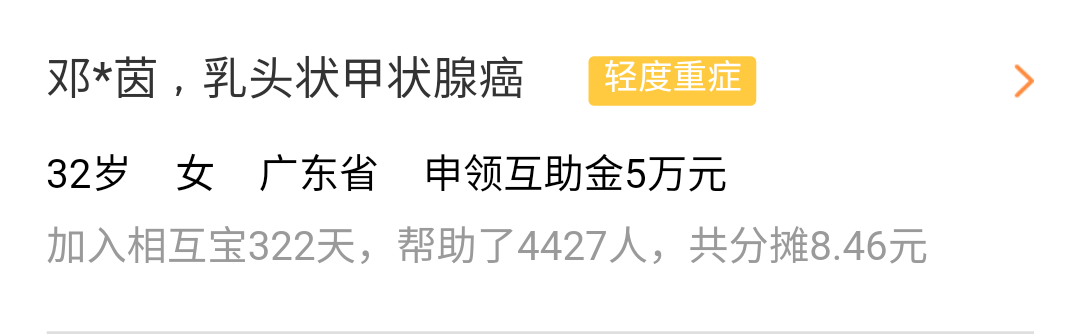 邓*茵，乳头状甲状腺癌 轻度重症
32岁 女 广东省 申领互助金5万元
加入相互宝322天，帮助了4427人，共分摊8.46元